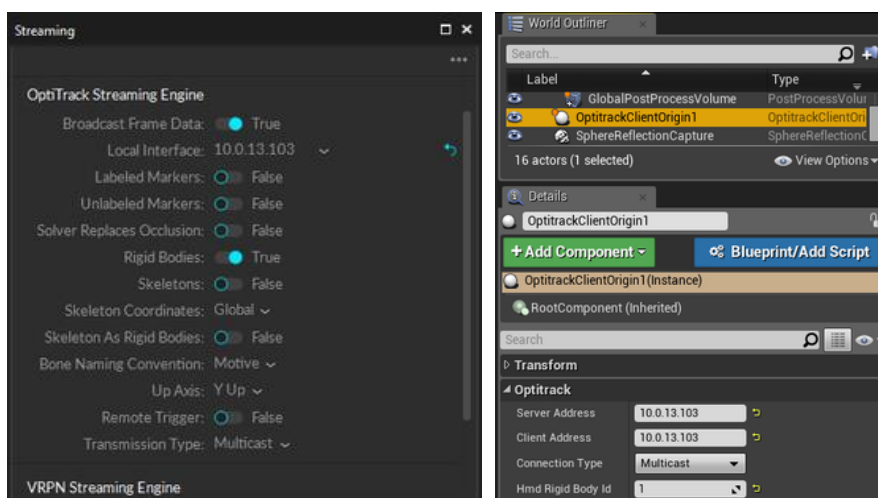 Streaming
OptiTrack Streaming Engine
Broadcast Frame Data: True
Local Interface: 10.0.13.103
Labeled Markers: False
Unlabeled Markers: False
Solver Replaces Occlusion: False
Rigid Bodies: True
Skeletons: False
Skeleton Coordinates: Global
Skeleton As Rigid Bodies: False
Bone Naming Convention: Motive
Up Axis: Y Up
Remote Trigger: False
Transmission Type: Multicast
VRPN Streaming Engine
World Outliner
Search...
Label Type
GlobalPostProcessVolume PostProcessVolu
OptitrackClientOrigin1 OptitrackClientOri
SphereReflectionCapture SphereReflectionC
16 actors (1 selected) View Options
Details
OptitrackClientOrigin1
+ Add Component Blueprint/Add Script
OptitrackClientOrigin1(Instance)
RootComponent (Inherited)
Search
Transform
Optitrack
Server Address 10.0.13.103
Client Address 10.0.13.103
Connection Type Multicast
Hmd Rigid Body Id 1